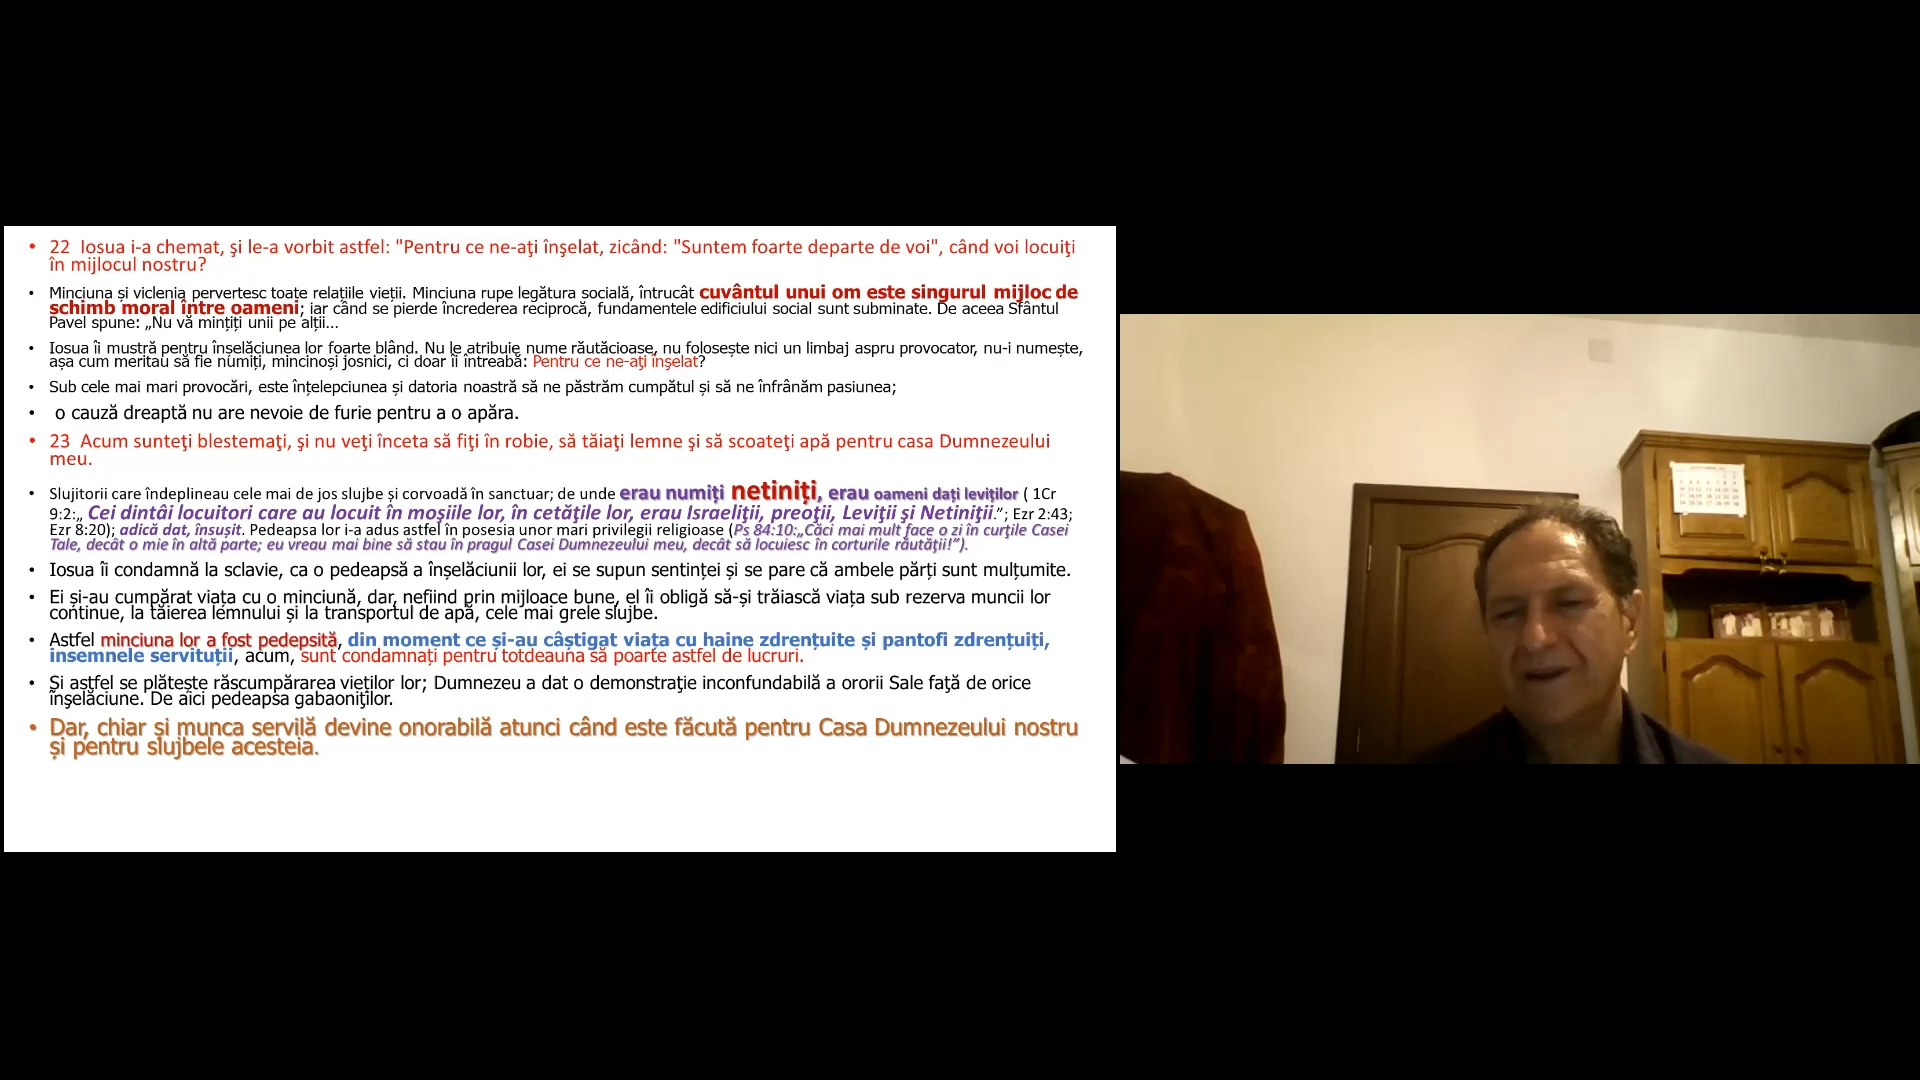 • 22 Iosua i-a chemat, şi le-a vorbit astfel: "Pentru ce ne-aţi înşelat, zicând: "Suntem foarte departe de voi", când voi locuiţi
în mijlocul nostru?
• Minciuna și viclenia pervertesc toate relațiile vieții. Minciuna rupe legătura socială, întrucât cuvântul unui om este singurul mijloc de
schimb moral între oameni; iar când se pierde încrederea reciprocă, fundamentele edificiului social sunt subminate. De aceea Sfântul
Pavel spune: „Nu vă mințiți unii pe alții...
• Iosua îi mustră pentru înșelăciunea lor foarte blând. Nu le atribuie nume răutăcioase, nu folosește nici un limbaj aspru provocator, nu-i numește,
așa cum meritau să fie numiți, mincinoși josnici, ci doar îi întreabă: Pentru ce ne-aţi înşelat?
• Sub cele mai mari provocări, este înțelepciunea și datoria noastră să ne păstrăm cumpătul și să ne înfrânăm pasiunea;
• o cauză dreaptă nu are nevoie de furie pentru a o apăra.
• 23 Acum sunteţi blestemaţi, şi nu veţi înceta să fiţi în robie, să tăiaţi lemne şi să scoateţi apă pentru casa Dumnezeului
meu.
• Slujitorii care îndeplineau cele mai de jos slujbe și corvoadă în sanctuar; de unde erau numiți netiniți, erau oameni dați leviților ( 1Cr
9:2:„ Cei dintâi locuitori care au locuit în moşiile lor, în cetăţile lor, erau Israeliţii, preoţii, Leviţii şi Netiniţii.”; Ezr 2:43;
Ezr 8:20); adică dat, însușit. Pedeapsa lor i-a adus astfel în posesia unor mari privilegii religioase (Ps 84:10:„Căci mai mult face o zi în curţile Casei
Tale, decât o mie în altă parte; eu vreau mai bine să stau în pragul Casei Dumnezeului meu, decât să locuiesc în corturile răutăţii!”).
• Iosua îi condamnă la sclavie, ca o pedeapsă a înșelăciunii lor, ei se supun sentinței și se pare că ambele părți sunt mulțumite.
• Ei și-au cumpărat viața cu o minciună, dar, nefiind prin mijloace bune, el îi obligă să-și trăiască viața sub rezerva muncii lor
continue, la tăierea lemnului și la transportul de apă, cele mai grele slujbe.
• Astfel minciuna lor a fost pedepsită, din moment ce și-au câștigat viața cu haine zdrențuite și pantofi zdrențuiți,
insemnele servituții, acum, sunt condamnați pentru totdeauna să poarte astfel de lucruri.
• Şi astfel se plăteşte răscumpărarea vieţilor lor; Dumnezeu a dat o demonstraţie inconfundabilă a ororii Sale faţă de orice
înşelăciune. De aici pedeapsa gabaoniţilor.
• Dar, chiar și munca servilă devine onorabilă atunci când este făcută pentru Casa Dumnezeului nostru
și pentru slujbele acesteia.